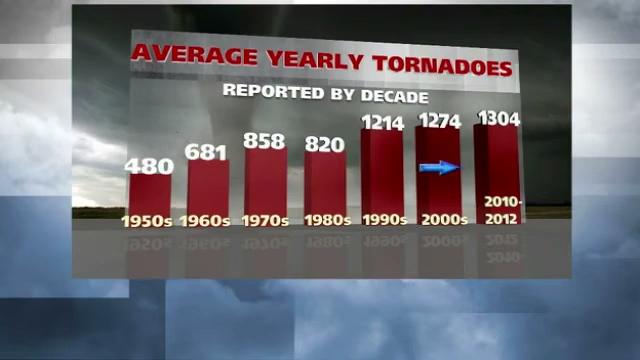 AVERAGE YEARLY TORNADOES
REPORTED BY DECADE
480 681 858 820 1214 1274 1304
1950s 1960s 1970s 1980s 1990s 2000s 2010-
2012